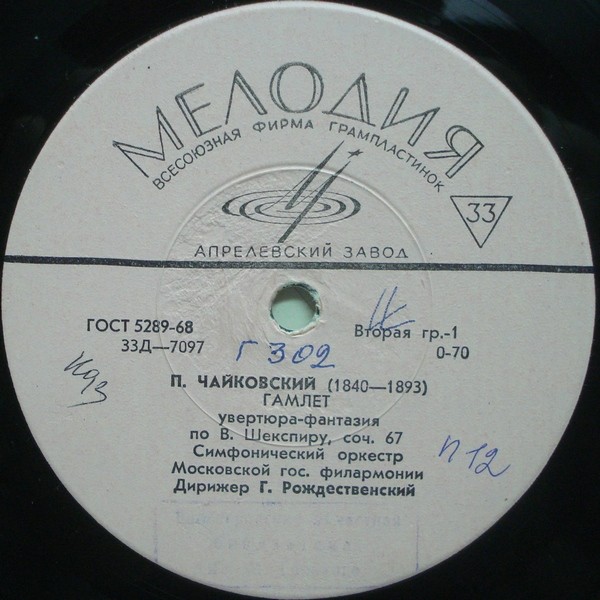 МЕЛОДИЯ
ВСЕСОЮЗНАЯ ФИРМА ГРАМПЛАСТИНОК
33
АПРЕЛЕВСКИЙ ЗАВОД
ГОСТ 5289-68
Вторая гр.-1
33Д—7097
Г 302
0-70
П. ЧАЙКОВСКИЙ (1840—1893)
ГАМЛЕТ
увертюра-фантазия
по В. Шекспиру, соч. 67
Симфонический оркестр
Московской гос. филармонии
п 12
Дирижер Г. Рождественский